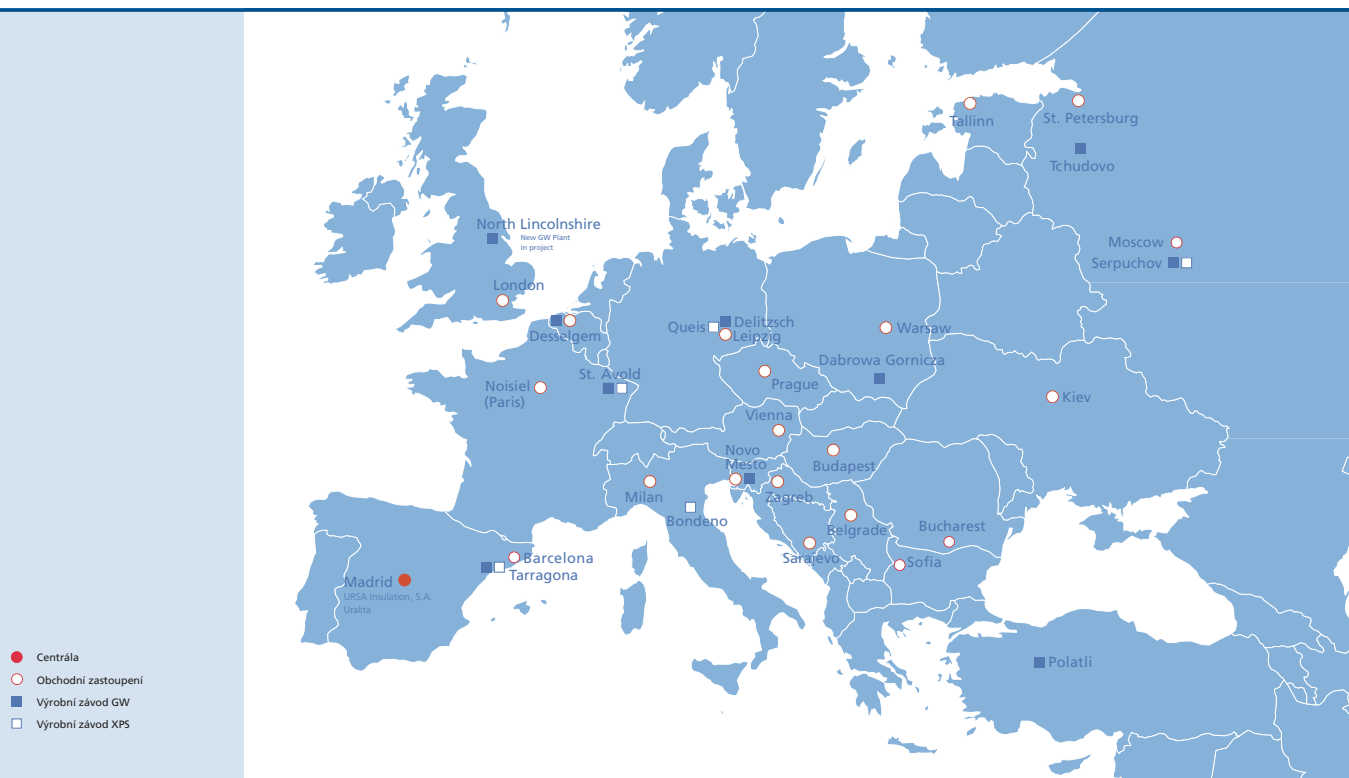 Tallinn
St. Petersburg
Tchudovo
North Lincolnshire
New GW Plant
in project
Moscow
Serpuchov
London
Desselgem
Queis
Delitzsch
Leipzig
Warsaw
Dabrowa Gornicza
St. Avold
Noisiel
(Paris)
Prague
Kiev
Vienna
Novo
Mesto
Budapest
Milan
Zagreb
Bondeno
Belgrade
Bucharest
Sarajevo
Sofia
Barcelona
Tarragona
Madrid
URSA Insulation, S.A.
Uralita
Polatli
Centrála
Obchodní zastoupení
Výrobní závod GW
Výrobní závod XPS